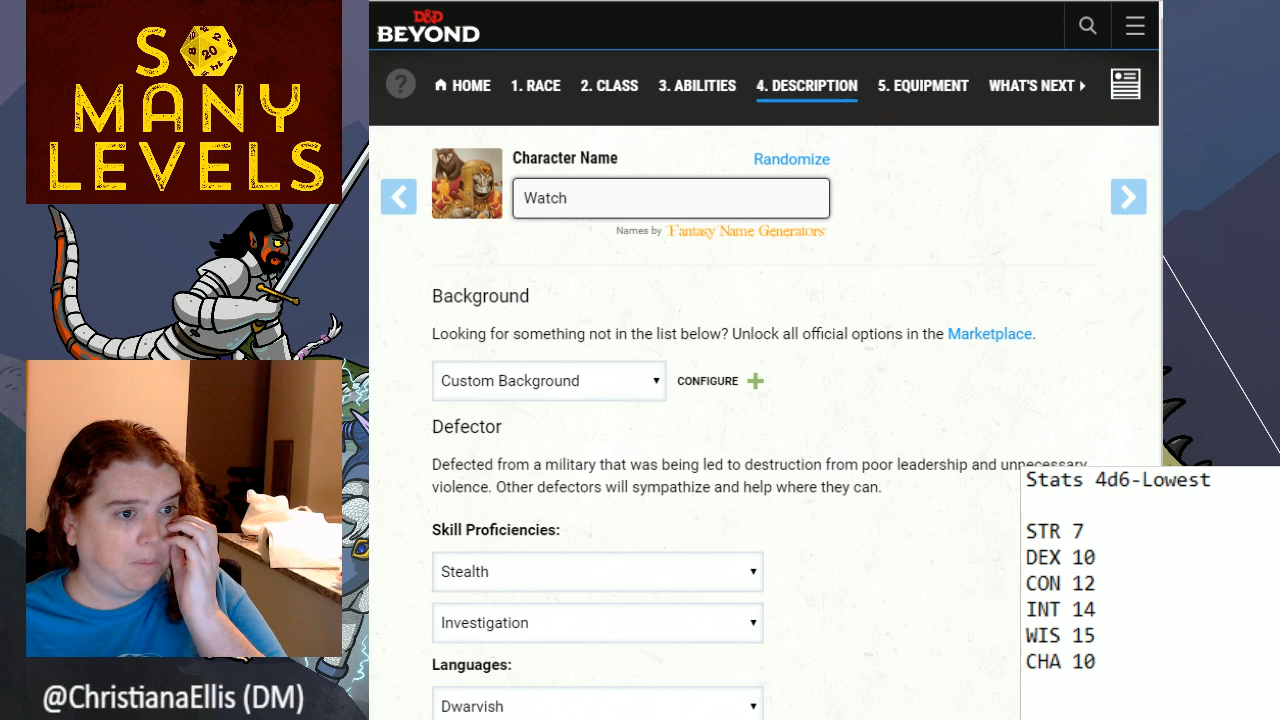 SO
MANY
LEVELS
@ChristianaEllis (DM)
D&D
BEYOND
?
HOME 1. RACE 2. CLASS 3. ABILITIES 4. DESCRIPTION 5. EQUIPMENT WHAT'S NEXT
Character Name Randomize
Watch
Names by Fantasy Name Generators
Background
Looking for something not in the list below? Unlock all official options in the Marketplace.
Custom Background CONFIGURE
Defector
Defected from a military that was being led to destruction from poor leadership and unnecessary
violence. Other defectors will sympathize and help where they can.
Skill Proficiencies:
Stealth
Investigation
Languages:
Dwarvish
Stats 4d6-Lowest
STR 7
DEX 10
CON 12
INT 14
WIS 15
CHA 10